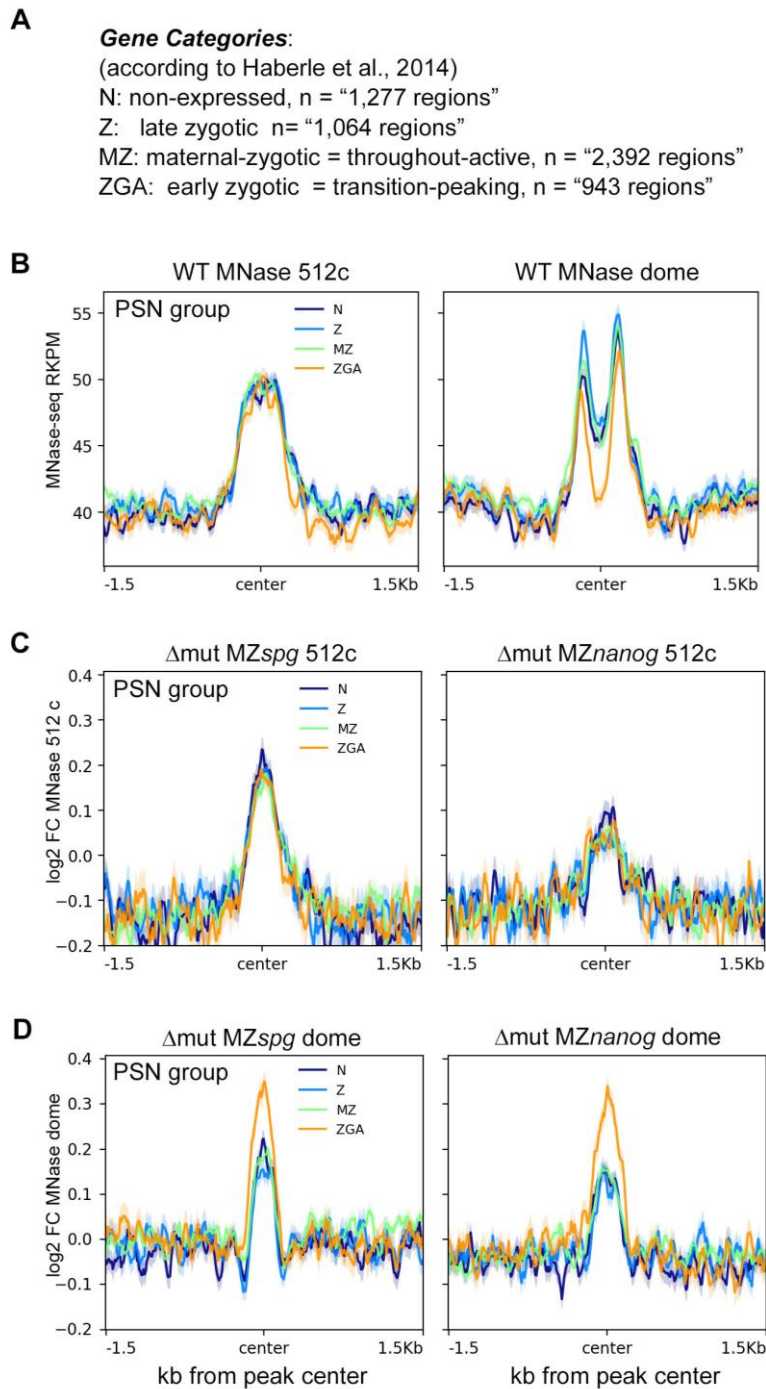 A
Gene Categories:
(according to Haberle et al., 2014)
N: non-expressed, n = “1,277 regions”
Z: late zygotic n= “1,064 regions”
MZ: maternal-zygotic = throughout-active, n = “2,392 regions”
ZGA: early zygotic = transition-peaking, n = “943 regions”
B
WT MNase 512c
WT MNase dome
PSN group
N
Z
MZ
ZGA
MNase-seq RKPM
55
50
45
40
-1.5
center
1.5Kb
-1.5
center
1.5Kb
C
Δmut MZspg 512c
Δmut MZnanog 512c
PSN group
N
Z
MZ
ZGA
log2 FC MNase 512 c
0.4
0.3
0.2
0.1
0.0
−0.1
−0.2
-1.5
center
1.5Kb
-1.5
center
1.5Kb
D
Δmut MZspg dome
Δmut MZnanog dome
PSN group
N
Z
MZ
ZGA
log2 FC MNase dome
0.4
0.3
0.2
0.1
0.0
−0.1
−0.2
-1.5
center
1.5Kb
-1.5
center
1.5Kb
kb from peak center
kb from peak center